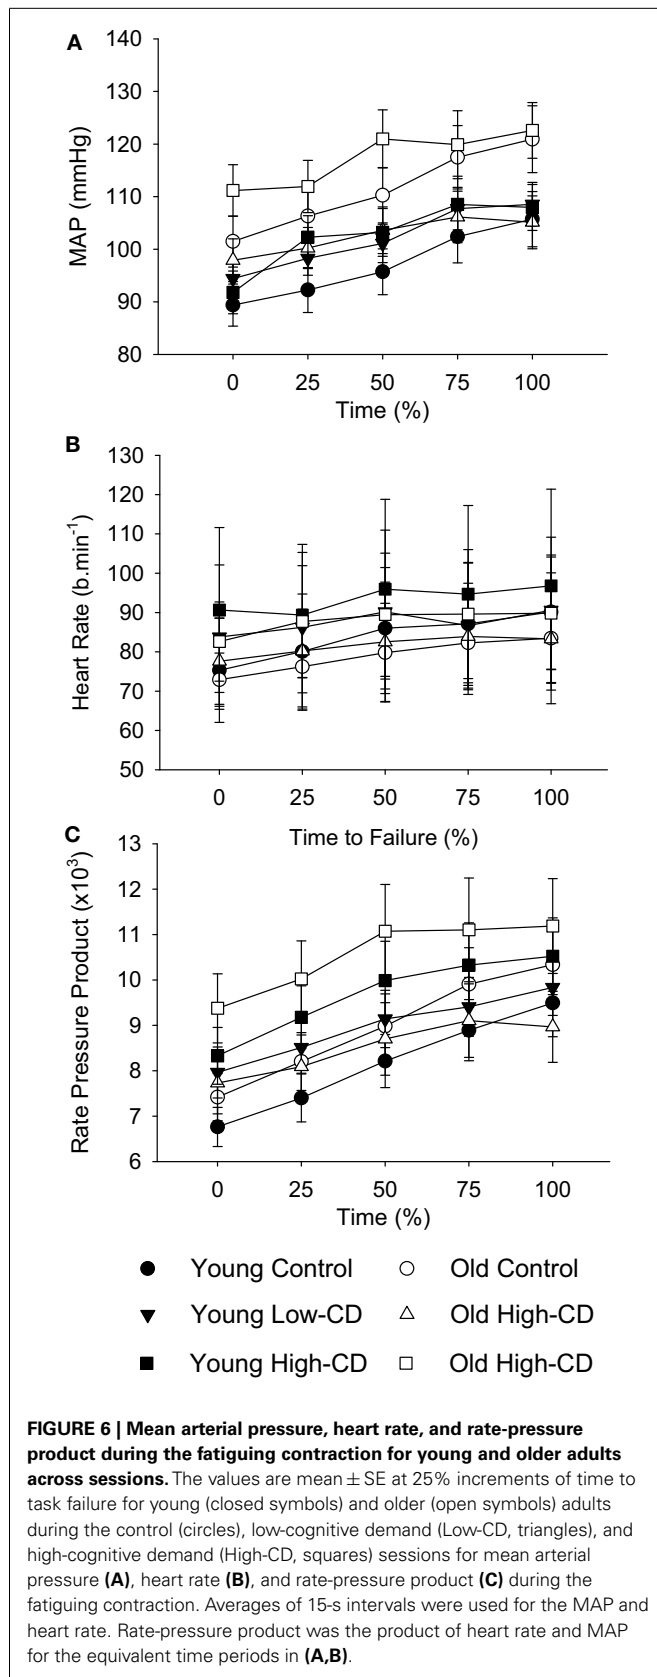 A
140
130
120
110
100
90
80
MAP (mmHg)
0 25 50 75 100
Time (%)
B
130
120
110
100
90
80
70
60
50
Heart Rate (b.min-1)
0 25 50 75 100
Time to Failure (%)
C
13
12
11
10
9
8
7
6
Rate Pressure Product (x10³)
0 25 50 75 100
Time (%)
Young Control Old Control
Young Low-CD Old High-CD
Young High-CD Old High-CD
FIGURE 6 | Mean arterial pressure, heart rate, and rate-pressure
product during the fatiguing contraction for young and older adults
across sessions. The values are mean ± SE at 25% increments of time to
task failure for young (closed symbols) and older (open symbols) adults
during the control (circles), low-cognitive demand (Low-CD, triangles), and
high-cognitive demand (High-CD, squares) sessions for mean arterial
pressure (A), heart rate (B), and rate-pressure product (C) during the
fatiguing contraction. Averages of 15-s intervals were used for the MAP and
heart rate. Rate-pressure product was the product of heart rate and MAP
for the equivalent time periods in (A,B).